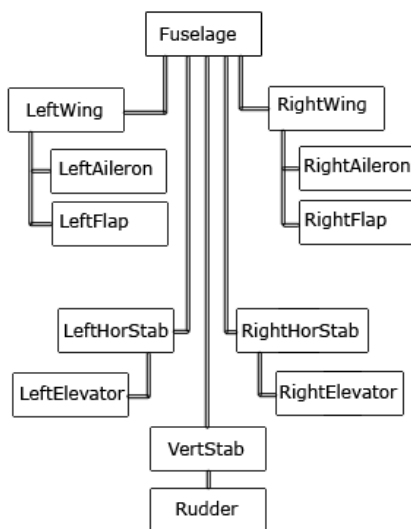 Fuselage
LeftWing
RightWing
LeftAileron
RightAileron
LeftFlap
RightFlap
LeftHorStab
RightHorStab
LeftElevator
RightElevator
VertStab
Rudder